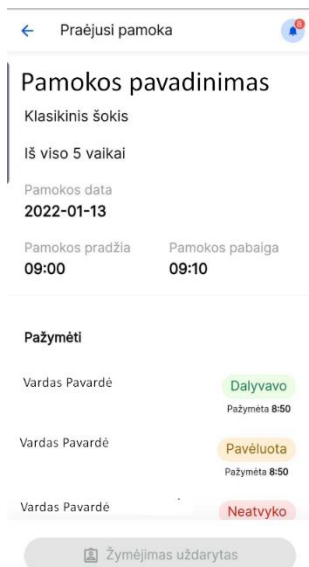 Praėjusi pamoka
8
Pamokos pavadinimas
Klasikinis šokis
Iš viso 5 vaikai
Pamokos data
2022-01-13
Pamokos pradžia Pamokos pabaiga
09:00 09:10
Pažymėti
Vardas Pavardė Dalyvavo
Pažymėta 8:50
Vardas Pavardė Pavėluota
Pažymėta 8:50
Vardas Pavardė Neatvyko
Žymėjimas uždarytas